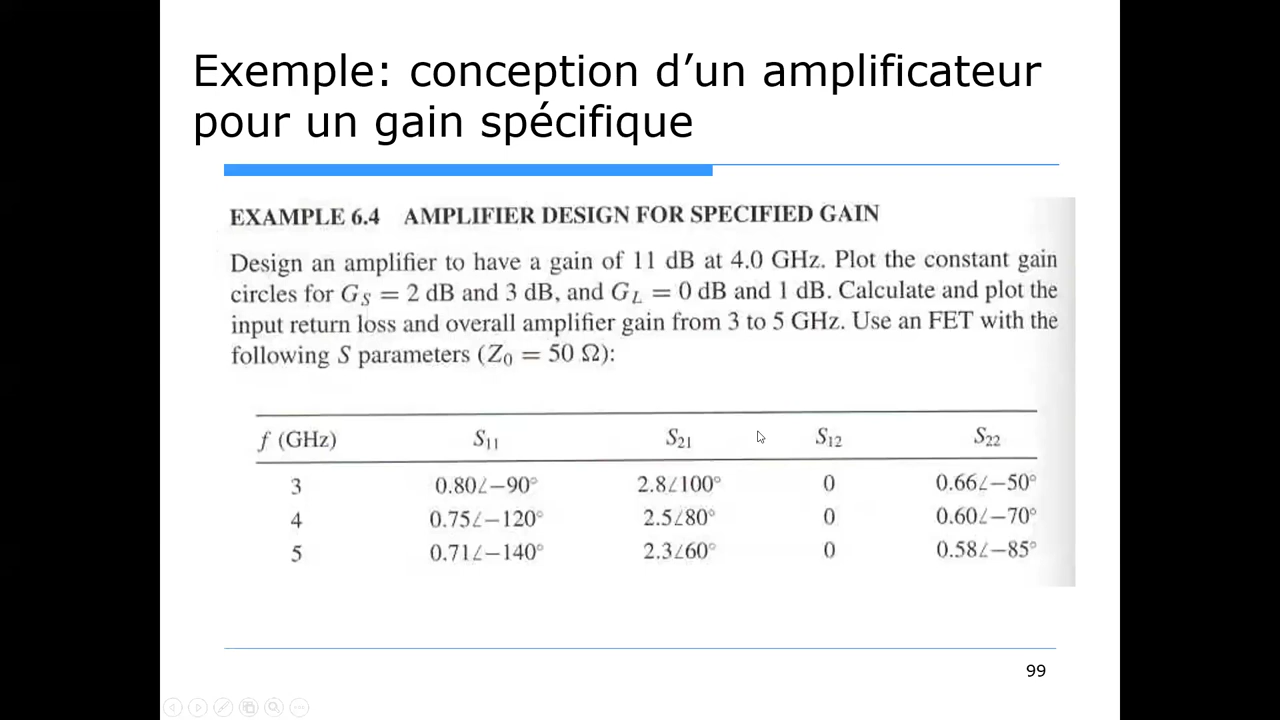 Exemple: conception d’un amplificateur
pour un gain spécifique
EXAMPLE 6.4 AMPLIFIER DESIGN FOR SPECIFIED GAIN
Design an amplifier to have a gain of 11 dB at 4.0 GHz. Plot the constant gain
circles for G_S = 2 dB and 3 dB, and G_L = 0 dB and 1 dB. Calculate and plot the
input return loss and overall amplifier gain from 3 to 5 GHz. Use an FET with the
following S parameters (Z₀ = 50 Ω):
f (GHz) S₁₁ S₂₁ S₁₂ S₂₂
3 0.80∠−90° 2.8∠100° 0 0.66∠−50°
4 0.75∠−120° 2.5∠80° 0 0.60∠−70°
5 0.71∠−140° 2.3∠60° 0 0.58∠−85°
99